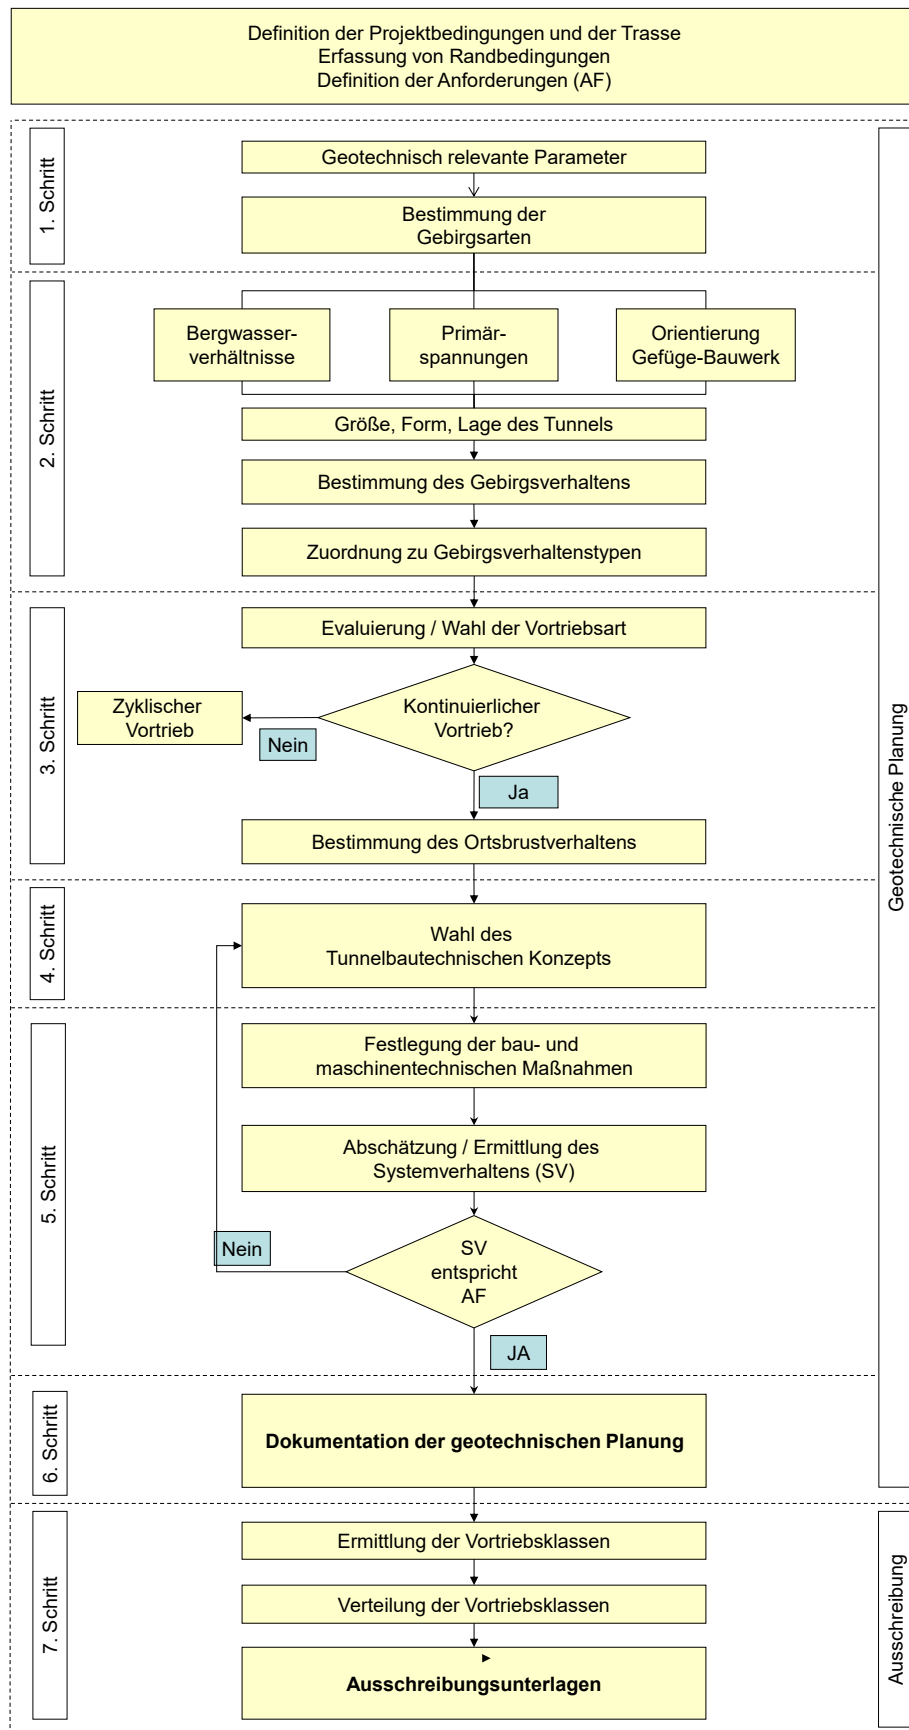 Definition der Projektbedingungen und der Trasse
Erfassung von Randbedingungen
Definition der Anforderungen (AF)
1. Schritt
Geotechnisch relevante Parameter
Bestimmung der
Gebirgsarten
2. Schritt
Bergwasser-
verhältnisse
Primär-
spannungen
Orientierung
Gefüge-Bauwerk
Größe, Form, Lage des Tunnels
Bestimmung des Gebirgsverhaltens
Zuordnung zu Gebirgsverhaltenstypen
3. Schritt
Evaluierung / Wahl der Vortriebsart
Kontinuierlicher
Vortrieb?
Zyklischer
Vortrieb
Nein
Ja
Bestimmung des Ortsbrustverhaltens
Geotechnische Planung
4. Schritt
Wahl des
Tunnelbautechnischen Konzepts
5. Schritt
Festlegung der bau- und
maschinentechnischen Maßnahmen
Abschätzung / Ermittlung des
Systemverhaltens (SV)
SV
entspricht
AF
Nein
JA
6. Schritt
Dokumentation der geotechnischen Planung
7. Schritt
Ermittlung der Vortriebsklassen
Verteilung der Vortriebsklassen
Ausschreibungsunterlagen
Ausschreibung